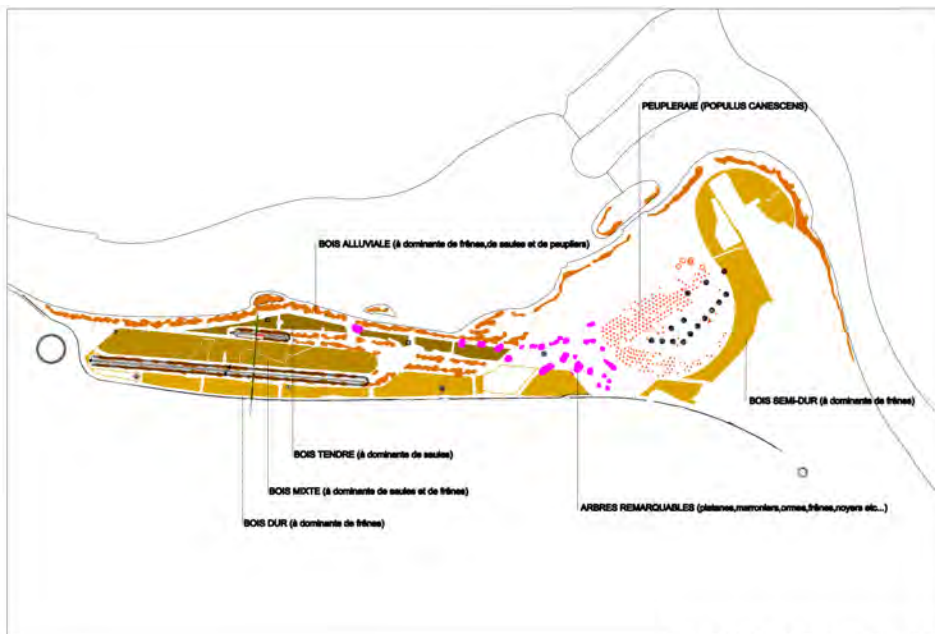 PEUPLERAIE (POPULUS CANESCENS)
BOIS ALLUVIALE (à dominante de frênes,de saules et de peupliers)
BOIS SEMI-DUR (à dominante de frênes)
BOIS TENDRE (à dominante de saules)
BOIS MIXTE (à dominante de saules et de frênes)
ARBRES REMARQUABLES (platanes,marroniers,ormes,frênes,noyers etc...)
BOIS DUR (à dominante de frênes)